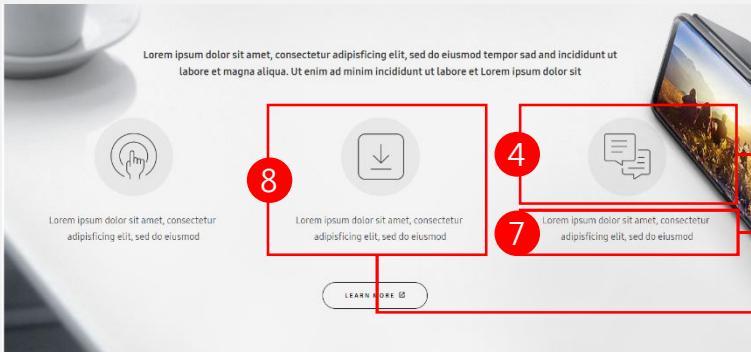 Lorem ipsum dolor sit amet, consectetur adipisficing elit, sed do eiusmod tempor sad and incididunt ut
labore et magna aliqua. Ut enim ad minim incididunt ut labore et Lorem ipsum dolor sit
8
4
Lorem ipsum dolor sit amet, consectetur
adipisficing elit, sed do eiusmod
Lorem ipsum dolor sit amet, consectetur
adipisficing elit, sed do eiusmod
7
Lorem ipsum dolor sit amet, consectetur
adipisficing elit, sed do eiusmod
LEARN MORE